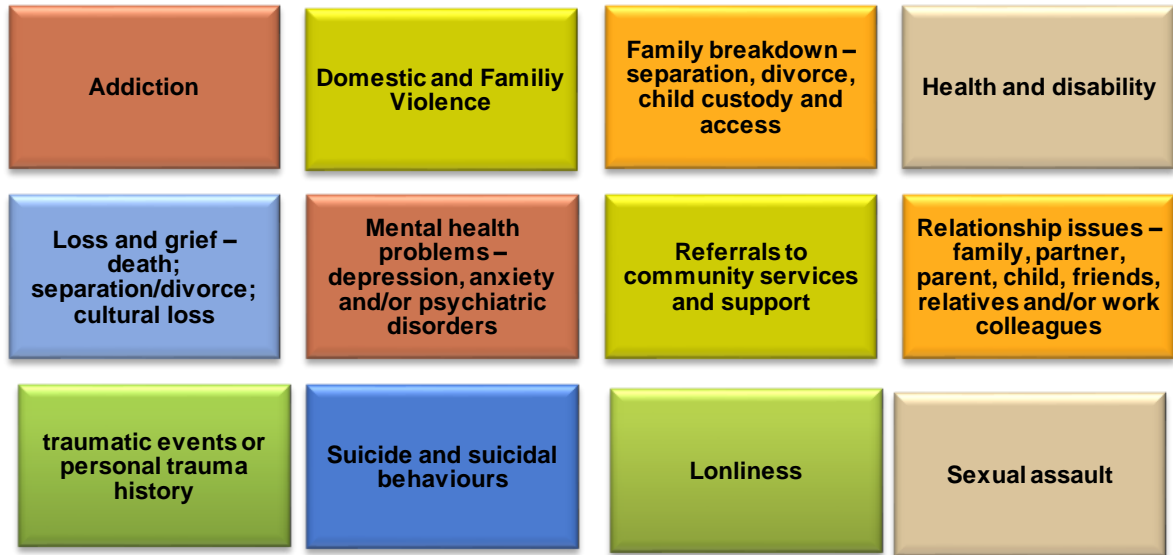 Addiction
Domestic and Familiy
Violence
Family breakdown –
separation, divorce,
child custody and
access
Health and disability
Loss and grief –
death;
separation/divorce;
cultural loss
Mental health
problems –
depression, anxiety
and/or psychiatric
disorders
Referrals to
community services
and support
Relationship issues –
family, partner,
parent, child, friends,
relatives and/or work
colleagues
traumatic events or
personal trauma
history
Suicide and suicidal
behaviours
Lonliness
Sexual assault